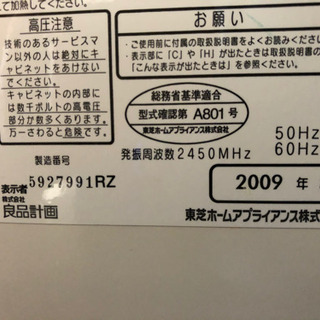 て加熱してください。
高圧注意
技術のあるサービスマ
ン以外の人は絶対にキ
ャビネットをあけない
でください。
キャビネットの内部に
は数千ボルトの高電圧
部分が数多くあります。
万一さわると危険です。
お願い
・ご使用前に付属の取扱説明書をよくお読み
・表示部に「C」や「H」が出たときは取扱説明
「こんな表示が出たときは」を参照ください。
総務省基準適合
型式確認第 A801 号
東芝ホームアプライアンス株式会社
発振周波数2450MHz
50Hz
60Hz
製造番号
5927991RZ
2009 年
表示者
株式会社
良品計画
東芝ホームアプライアンス株式